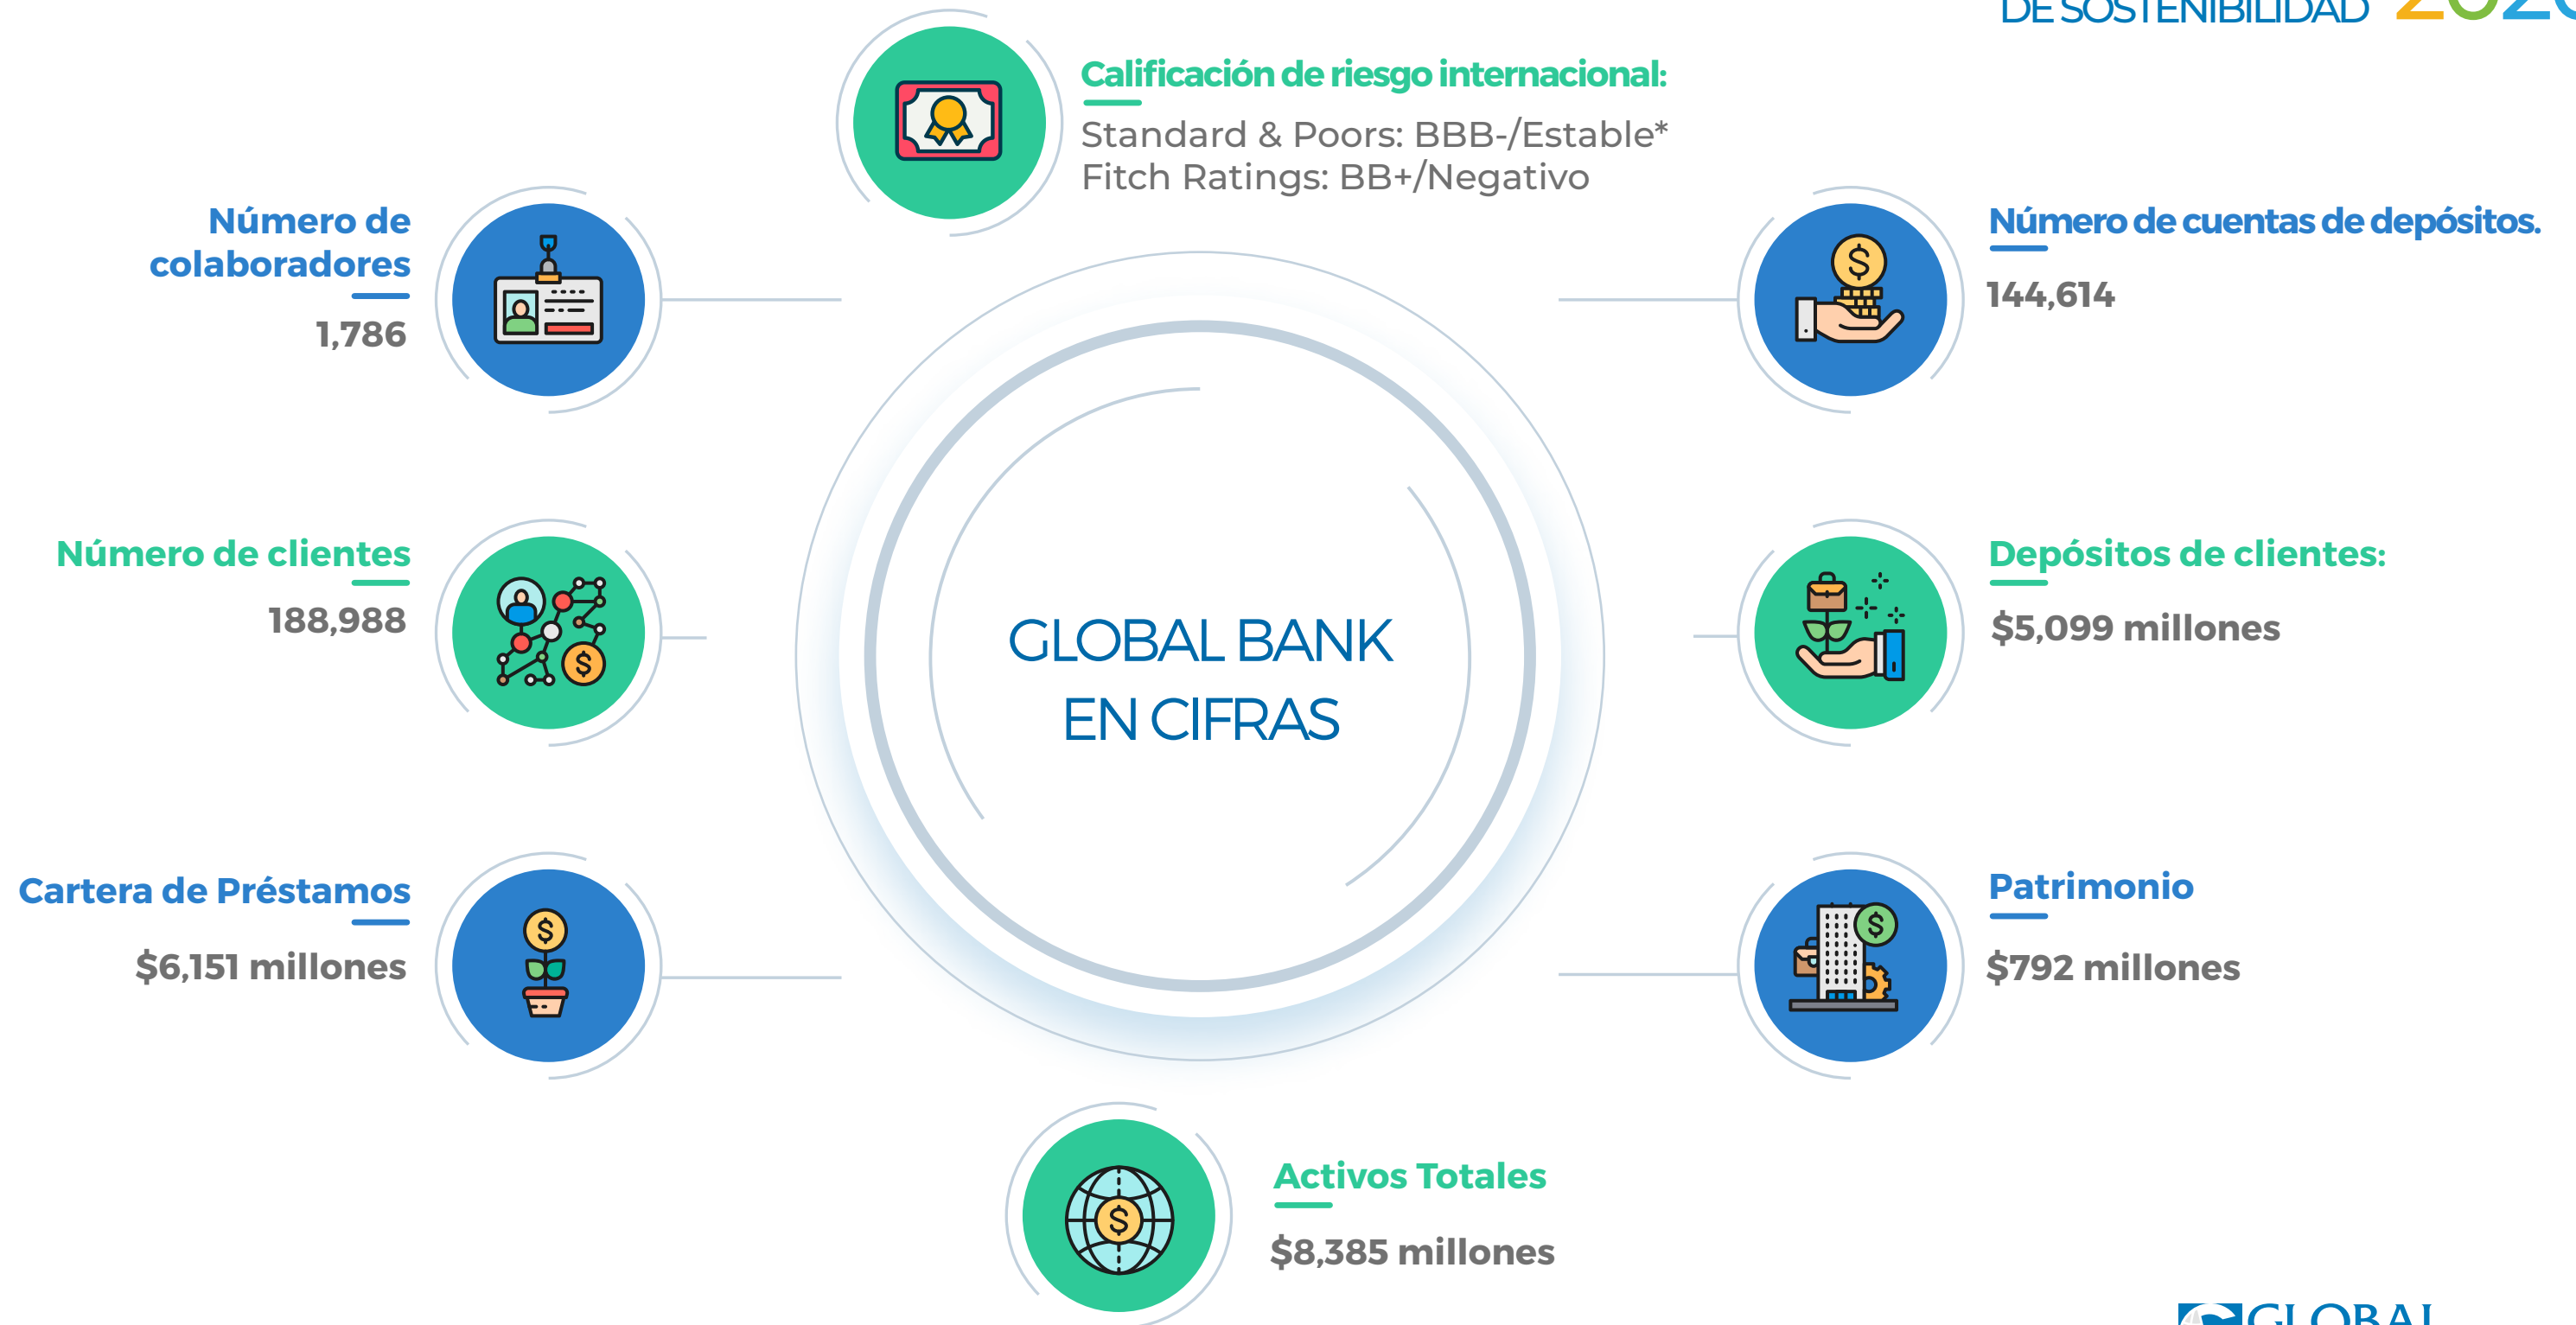 DE SOSTENIBILIDAD 2020
Calificación de riesgo internacional:
Standard & Poors: BBB-/Estable*
Fitch Ratings: BB+/Negativo
Número de
colaboradores
1,786
Número de cuentas de depósitos.
144,614
Número de clientes
188,988
Depósitos de clientes:
$5,099 millones
GLOBAL BANK
EN CIFRAS
Cartera de Préstamos
$6,151 millones
Patrimonio
$792 millones
Activos Totales
$8,385 millones
GLOBAL